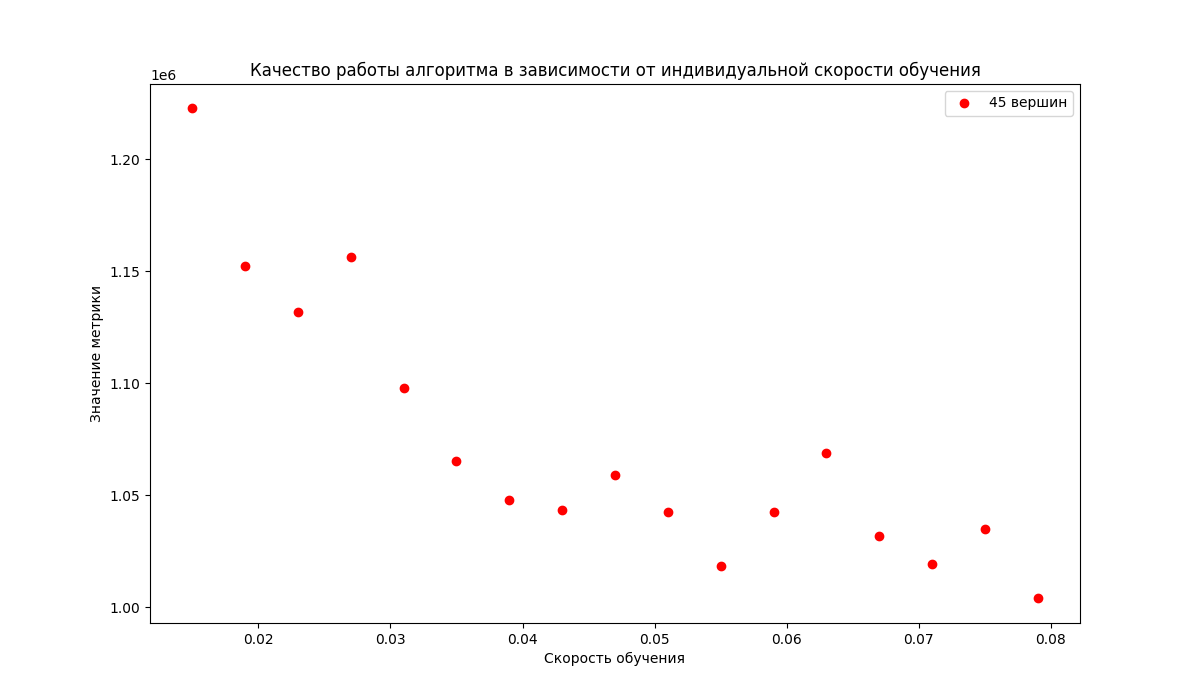 Качество работы алгоритма в зависимости от индивидуальной скорости обучения
1e6
45 вершин
1.20
1.15
1.10
1.05
1.00
Значение метрики
0.02 0.03 0.04 0.05 0.06 0.07 0.08
Скорость обучения